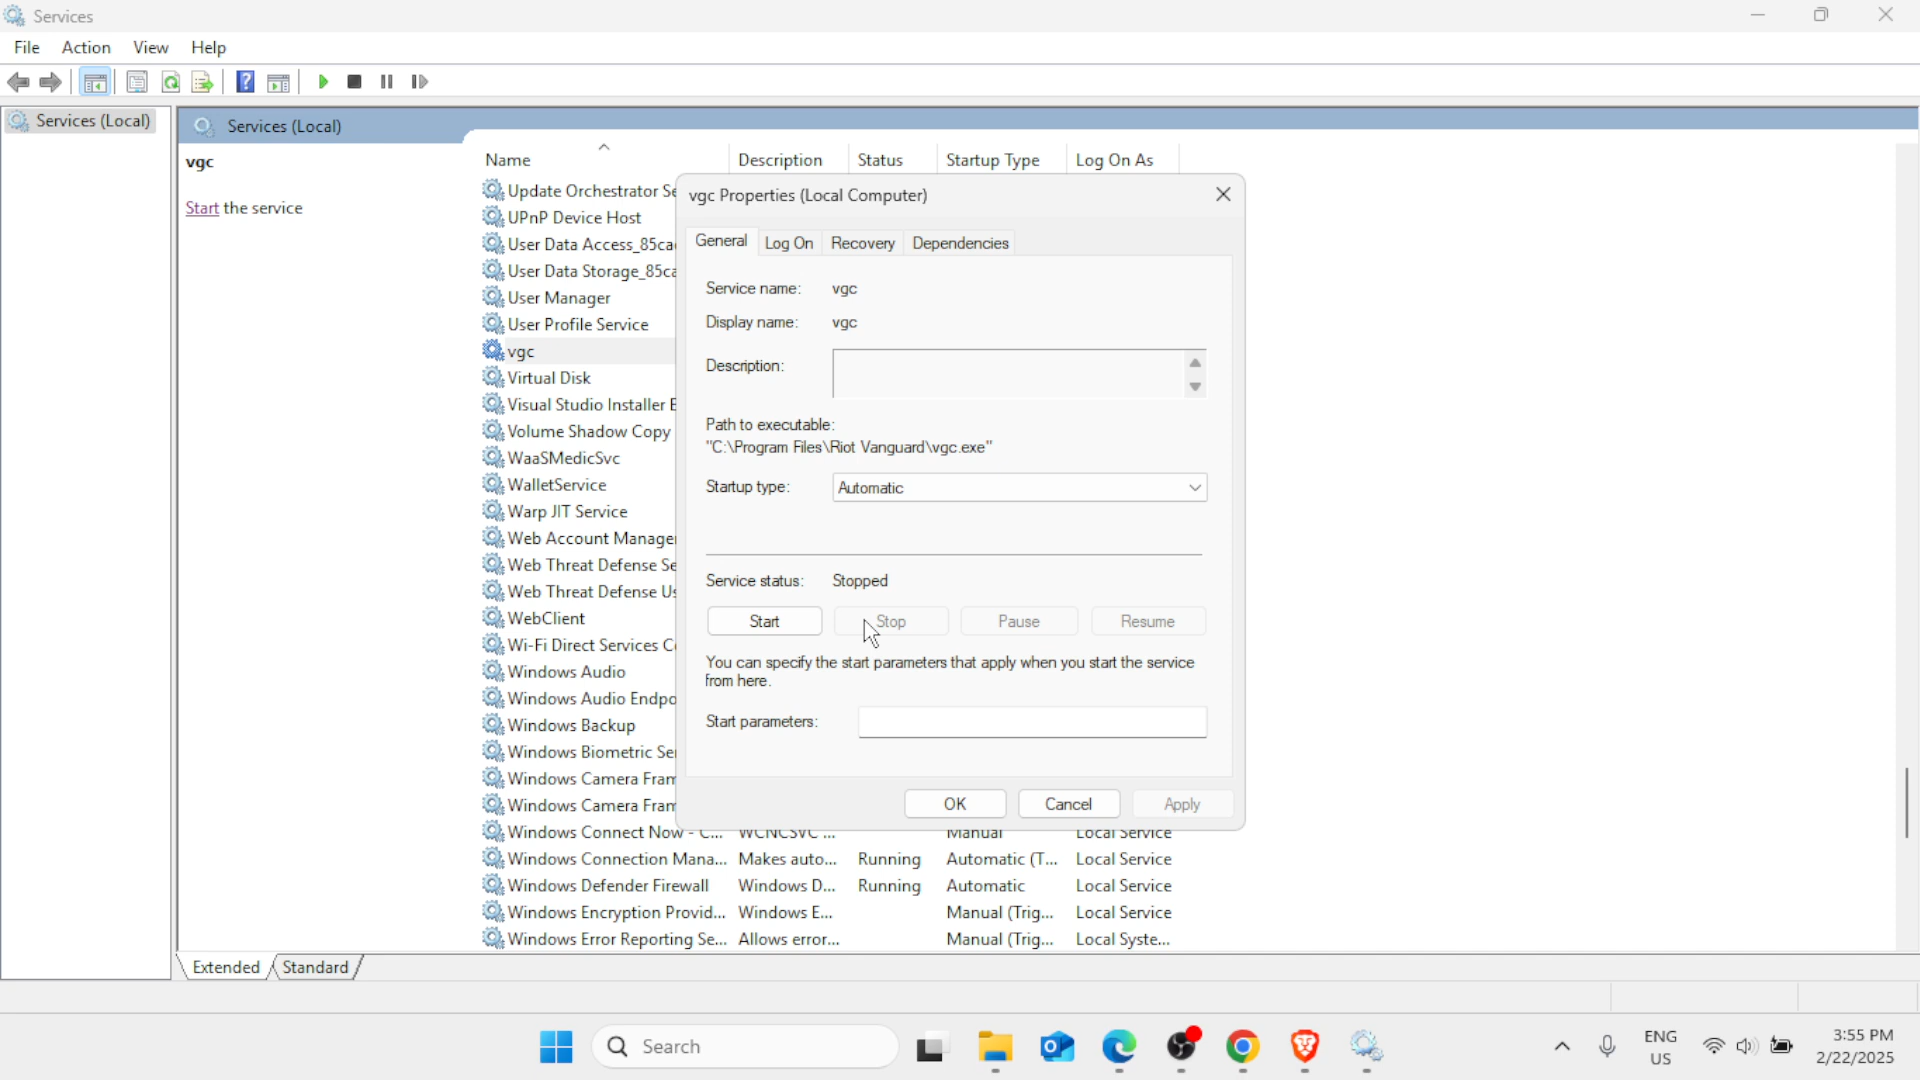 Services
File Action View Help
Services (Local)
Services (Local)
vgc
Start the service
Name Description Status Startup Type Log On As
Update Orchestrator Se
UPnP Device Host
User Data Access_85ca
User Data Storage_85ca
User Manager
User Profile Service
vgc
Virtual Disk
Visual Studio Installer E
Volume Shadow Copy
WaaSMedicSvc
WalletService
Warp JIT Service
Web Account Manager
Web Threat Defense Se
Web Threat Defense Us
WebClient
Wi-Fi Direct Services Co
Windows Audio
Windows Audio Endpo
Windows Backup
Windows Biometric Ser
Windows Camera Fram
Windows Camera Fram
Windows Connect Now - C... WCNCSVC ... Manual Local Service
Windows Connection Mana... Makes auto... Running Automatic (T... Local Service
Windows Defender Firewall Windows D... Running Automatic Local Service
Windows Encryption Provid... Windows E... Manual (Trig... Local Service
Windows Error Reporting Se... Allows error... Manual (Trig... Local Syste...
vgc Properties (Local Computer)
General Log On Recovery Dependencies
Service name: vgc
Display name: vgc
Description:
Path to executable:
"C:\Program Files\Riot Vanguard\vgc.exe"
Startup type: Automatic
Service status: Stopped
Start Stop Pause Resume
You can specify the start parameters that apply when you start the service
from here.
Start parameters:
OK Cancel Apply
Extended Standard
Search
ENG
US
3:55 PM
2/22/2025